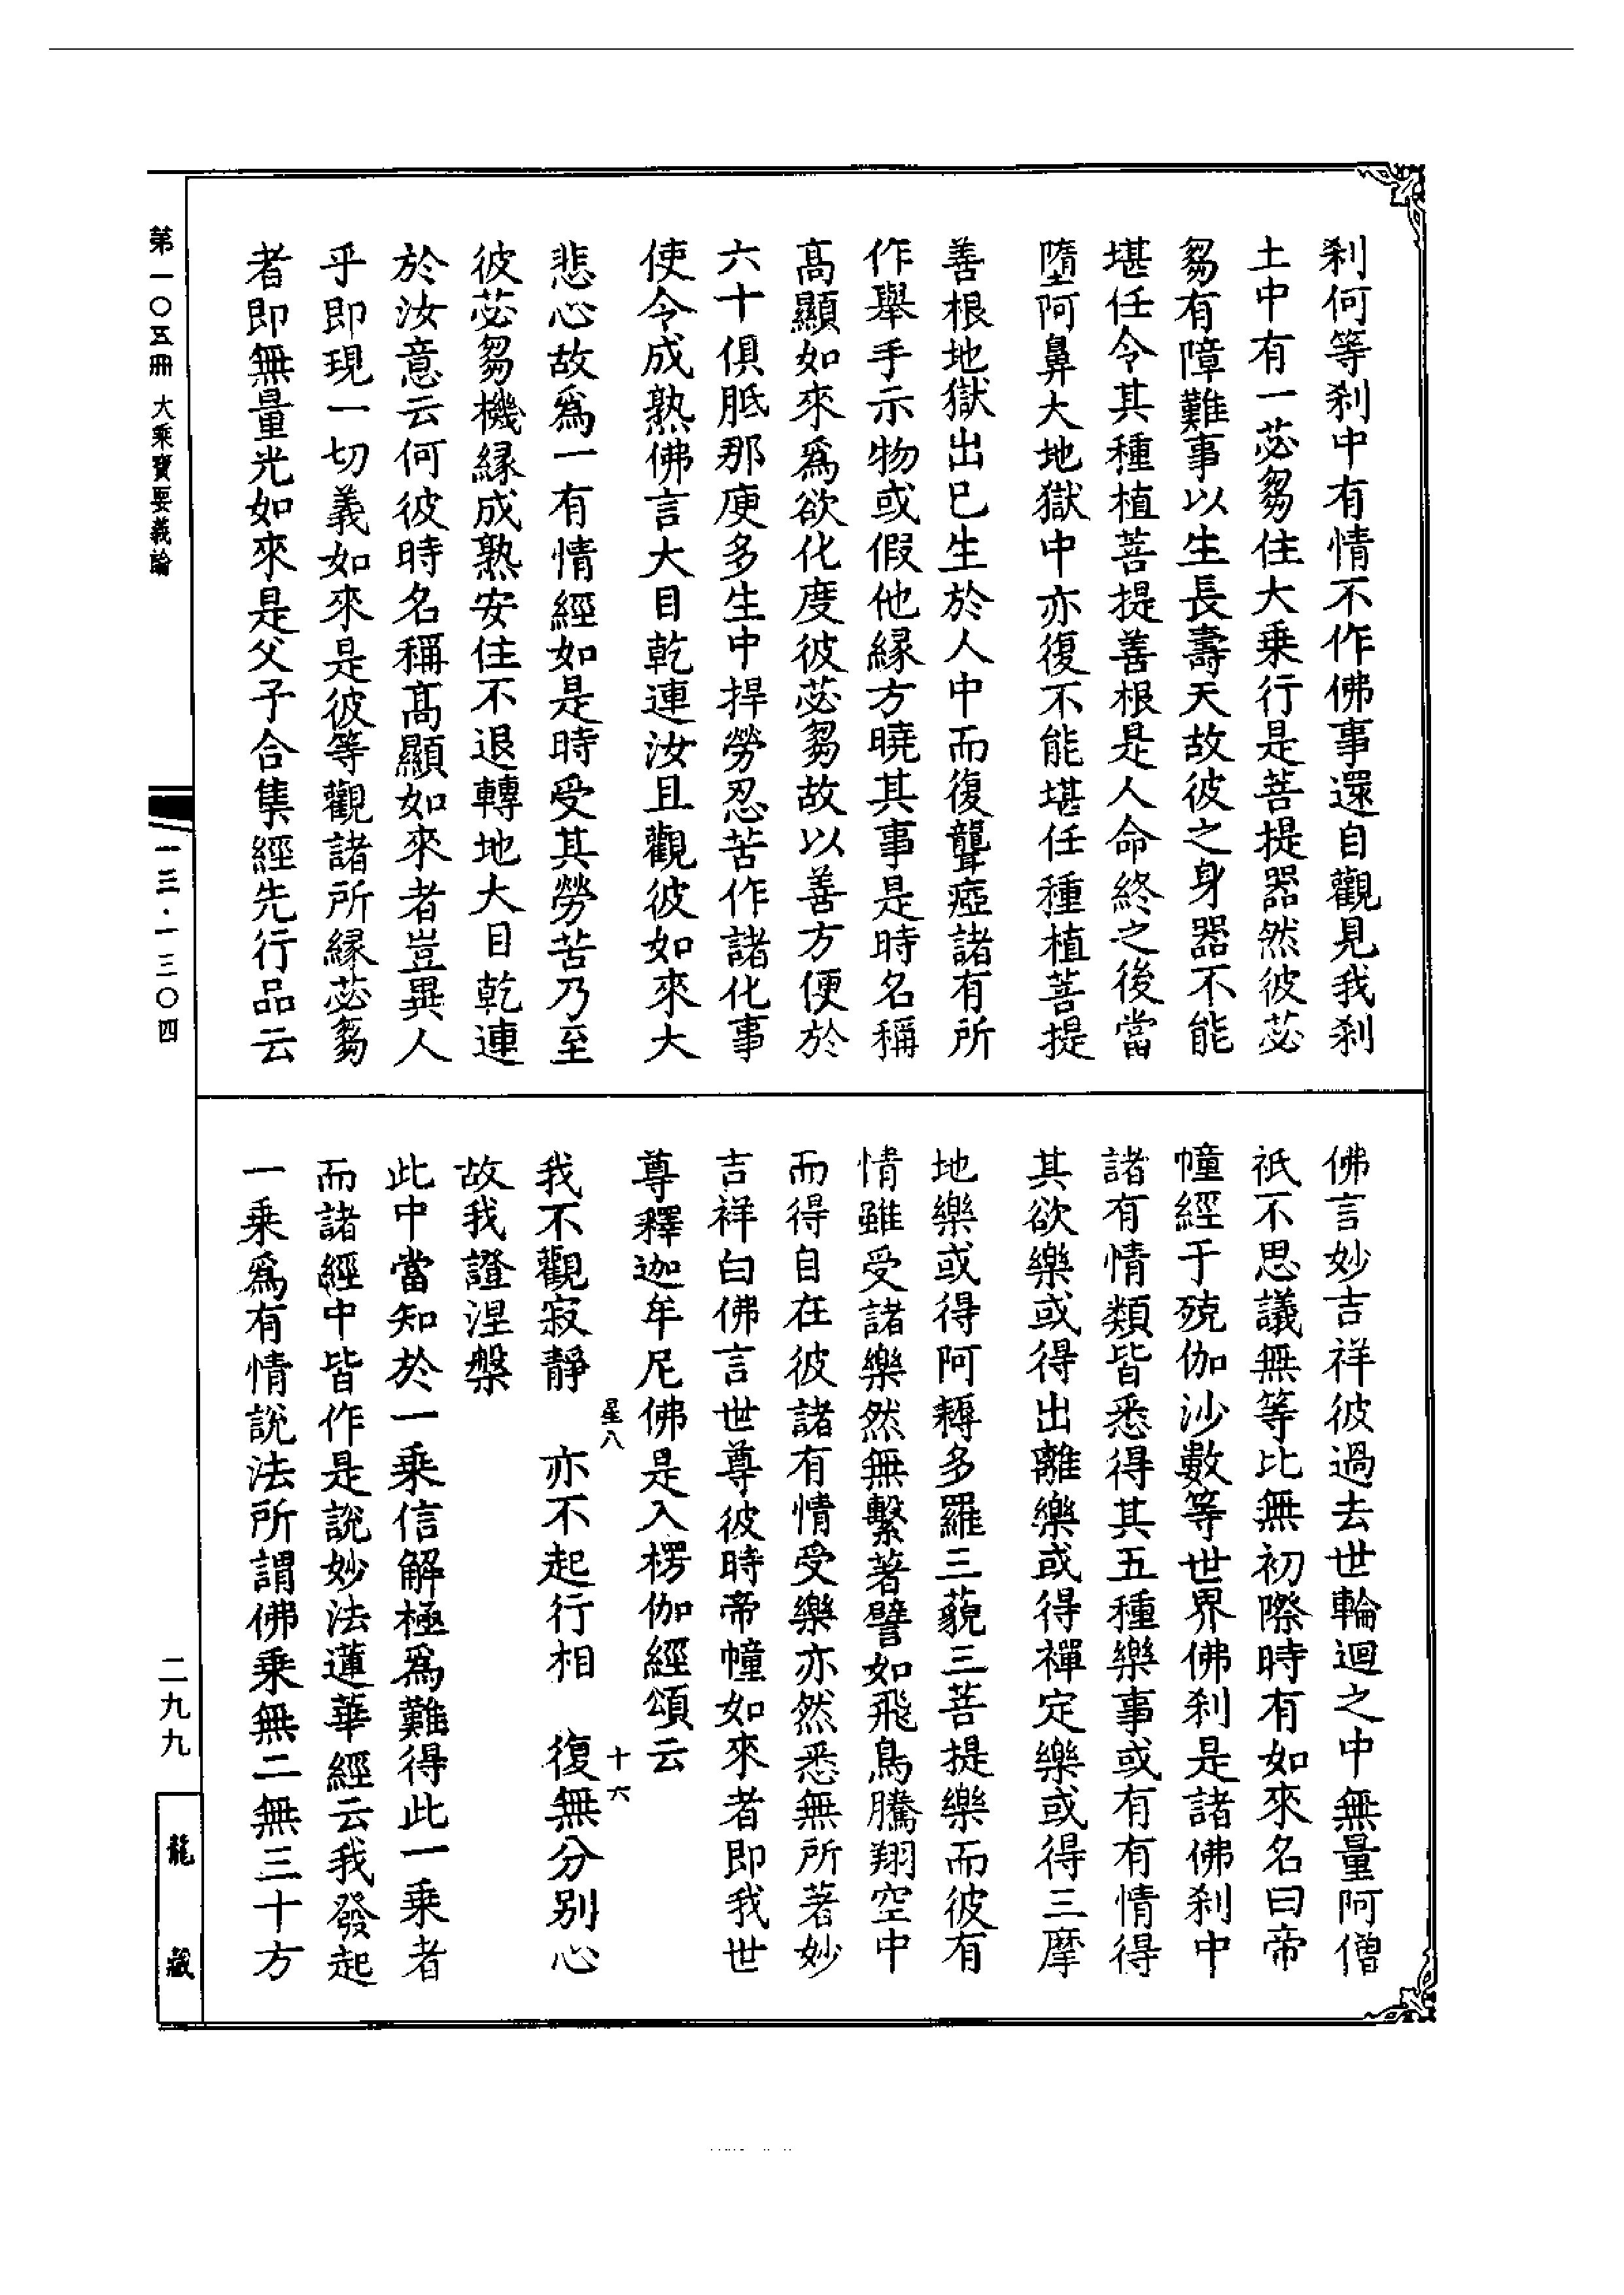 刹何等刹中有情不作佛事還自觀見我刹
土中有一苾芻住大乗行是菩提器然彼苾
芻有障難事以生長壽天故彼之身器不能
堪任令其種植菩提善根是人命終之後當
墮阿鼻大地獄中亦復不能堪任種植菩提
善根地獄出已生於人中而復聾瘂諸有所
作舉手示物或假他縁方曉其事是時名稱
髙顯如來爲欲化度彼苾芻故以善方便於
六十俱胝那庾多生中捍勞忍苦作諸化事
使令成熟佛言大目乾連汝且觀彼如來大
悲心故爲一有情經如是時受其勞苦乃至
彼苾芻機縁成熟安住不退轉地大目乾連
於汝意云何彼時名稱髙顯如來者豈異人
乎即現一切義如來是彼等觀諸所縁苾芻
者即無量光如來是父子合集經先行品云
佛言妙吉祥彼過去世輪迴之中無量阿僧
祇不思議無等比無初際時有如來名曰帝
幢經于殑伽沙數等世界佛刹是諸佛刹中
諸有情類皆悉得其五種樂事或有有情得
其欲樂或得出離樂或得禪定樂或得三摩
地樂或得阿耨多羅三藐三菩提樂而彼有
情雖受諸樂然無繫著譬如飛鳥騰翔空中
而得自在彼諸有情受樂亦然悉無所著妙
吉祥白佛言世尊彼時帝幢如來者即我世
尊釋迦牟尼佛是入楞伽經頌云
星八
十六
我不觀寂靜　亦不起行相　復無分别心
故我證涅槃
此中當知於一乗信解極爲難得此一乗者
而諸經中皆作是說妙法蓮華經云我發起
一乗爲有情說法所謂佛乗無二無三十方
第一〇五冊 大乘寶要義論
一三·一三〇四
二九九
龍藏